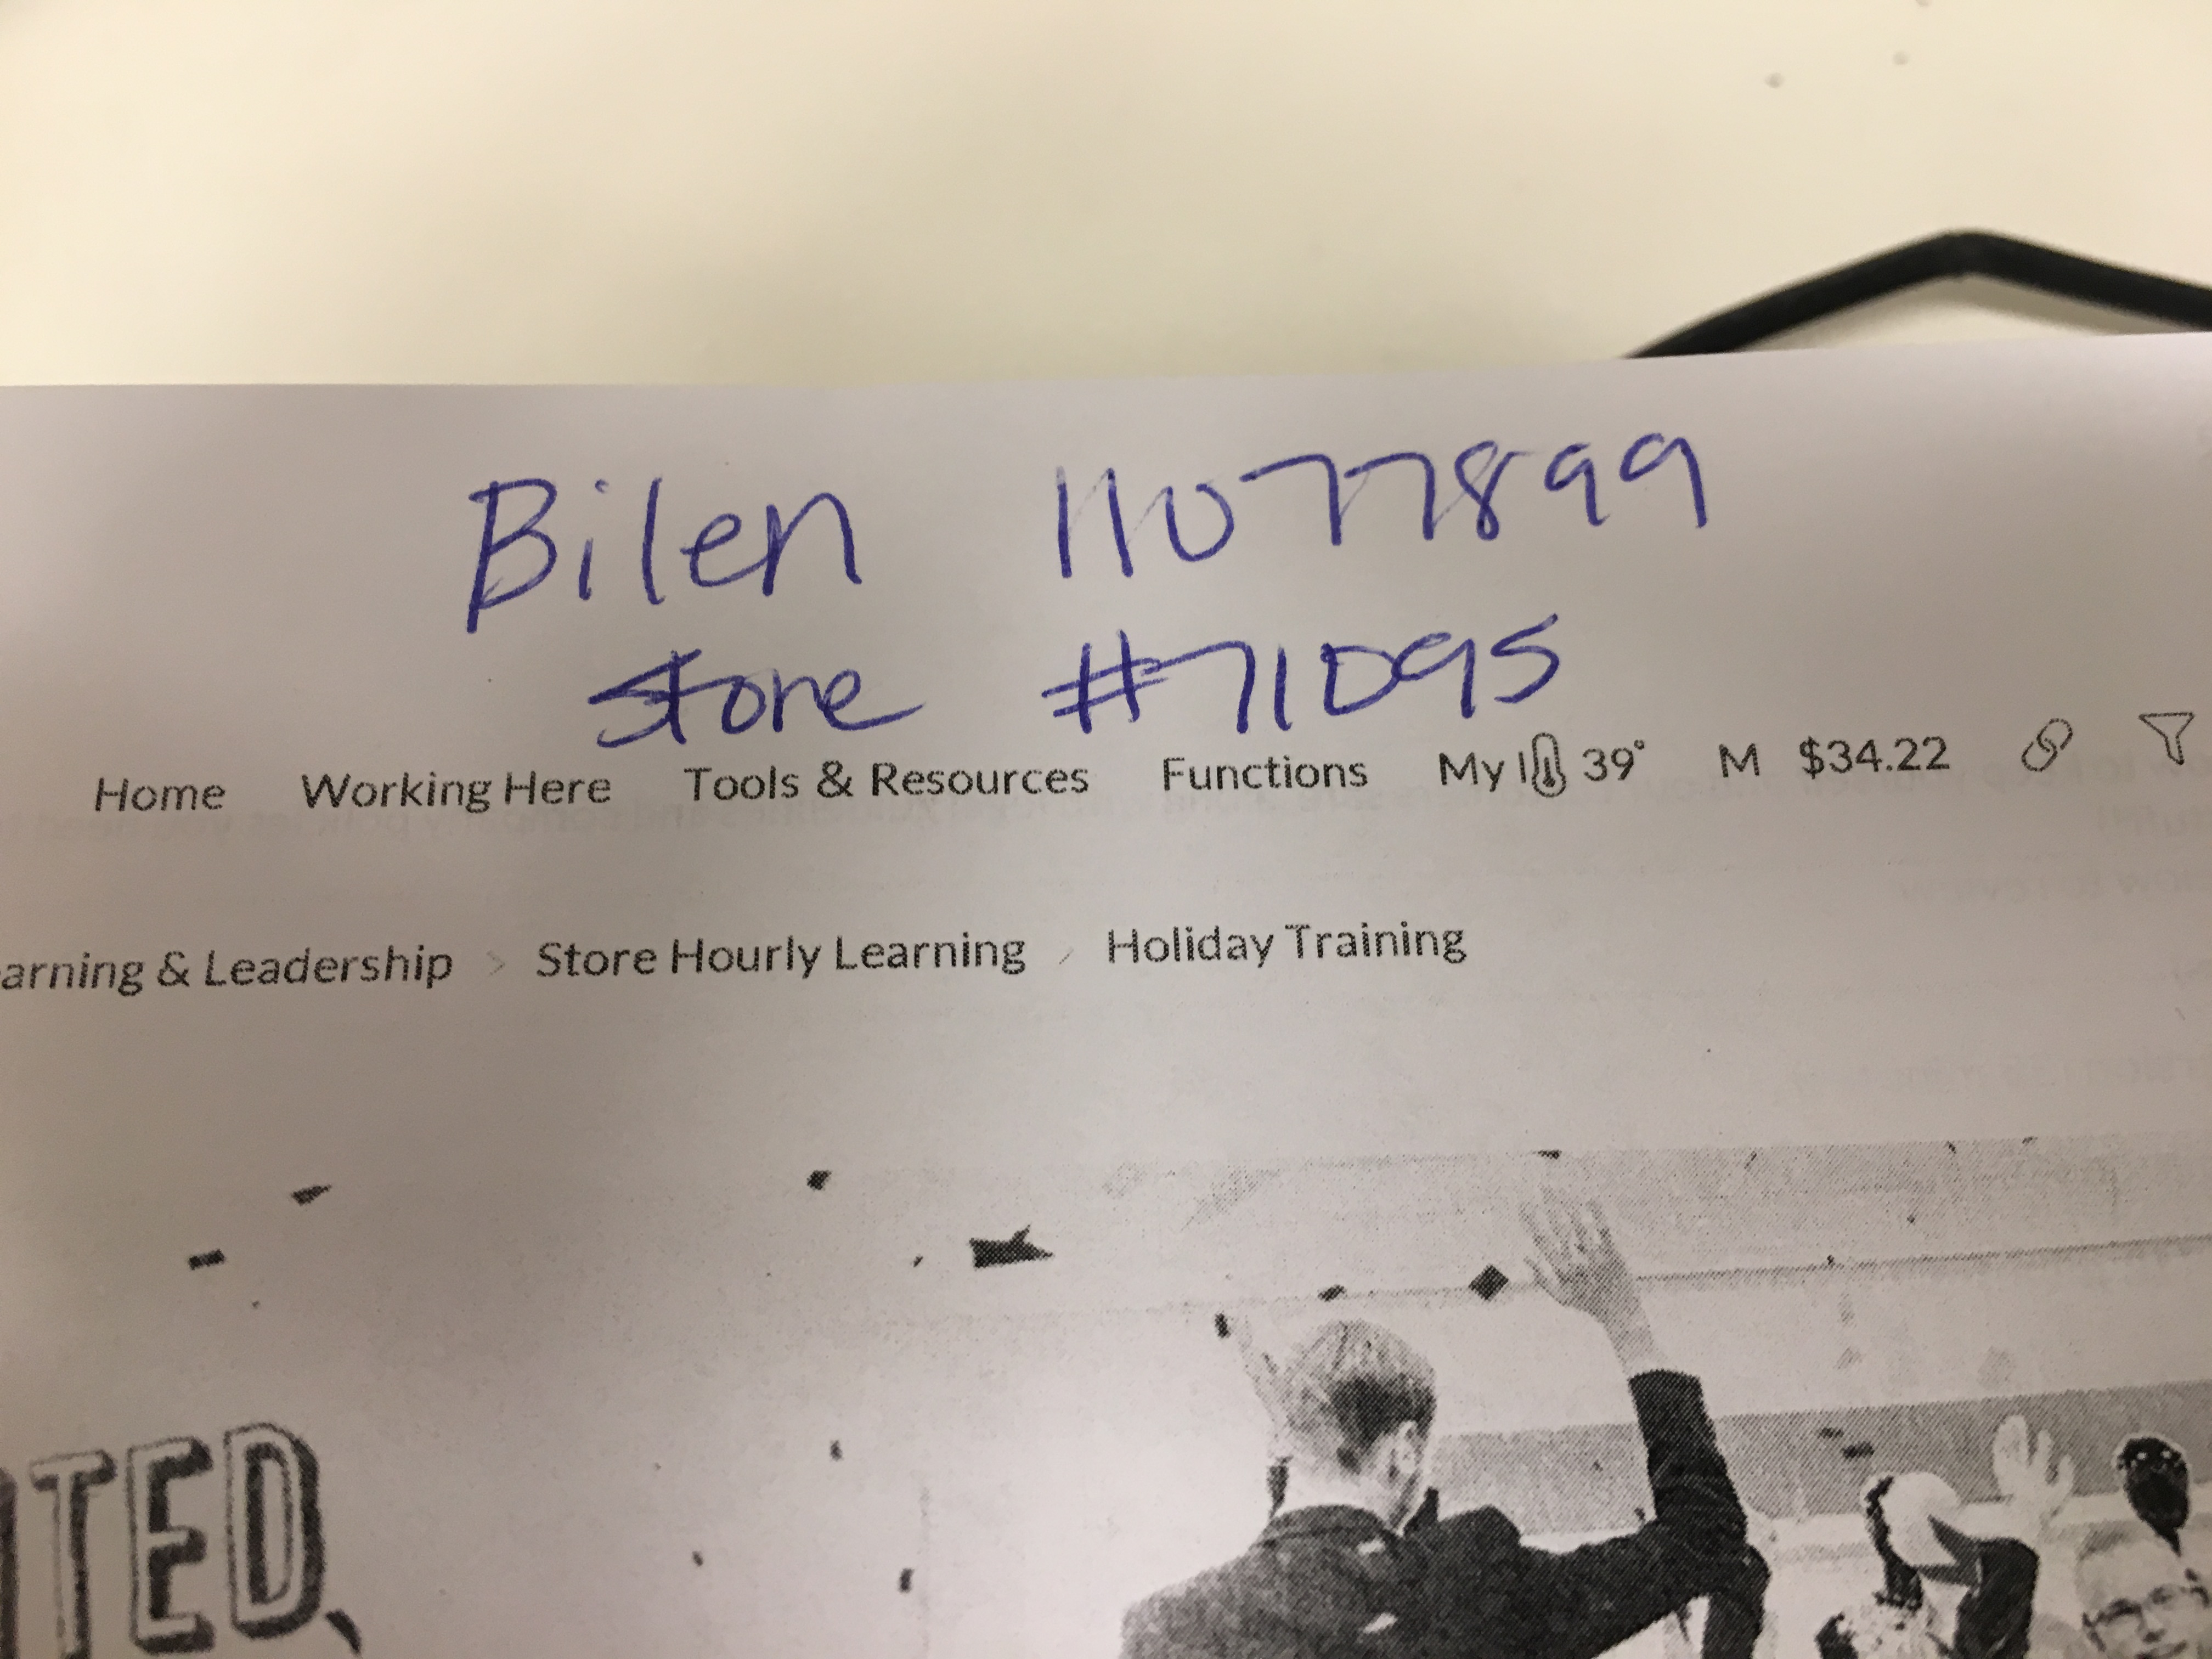 Bilen 11077899
Store #71095
Home Working Here Tools & Resources Functions My I 39° M $34.22
arning & Leadership > Store Hourly Learning > Holiday Training
TED,